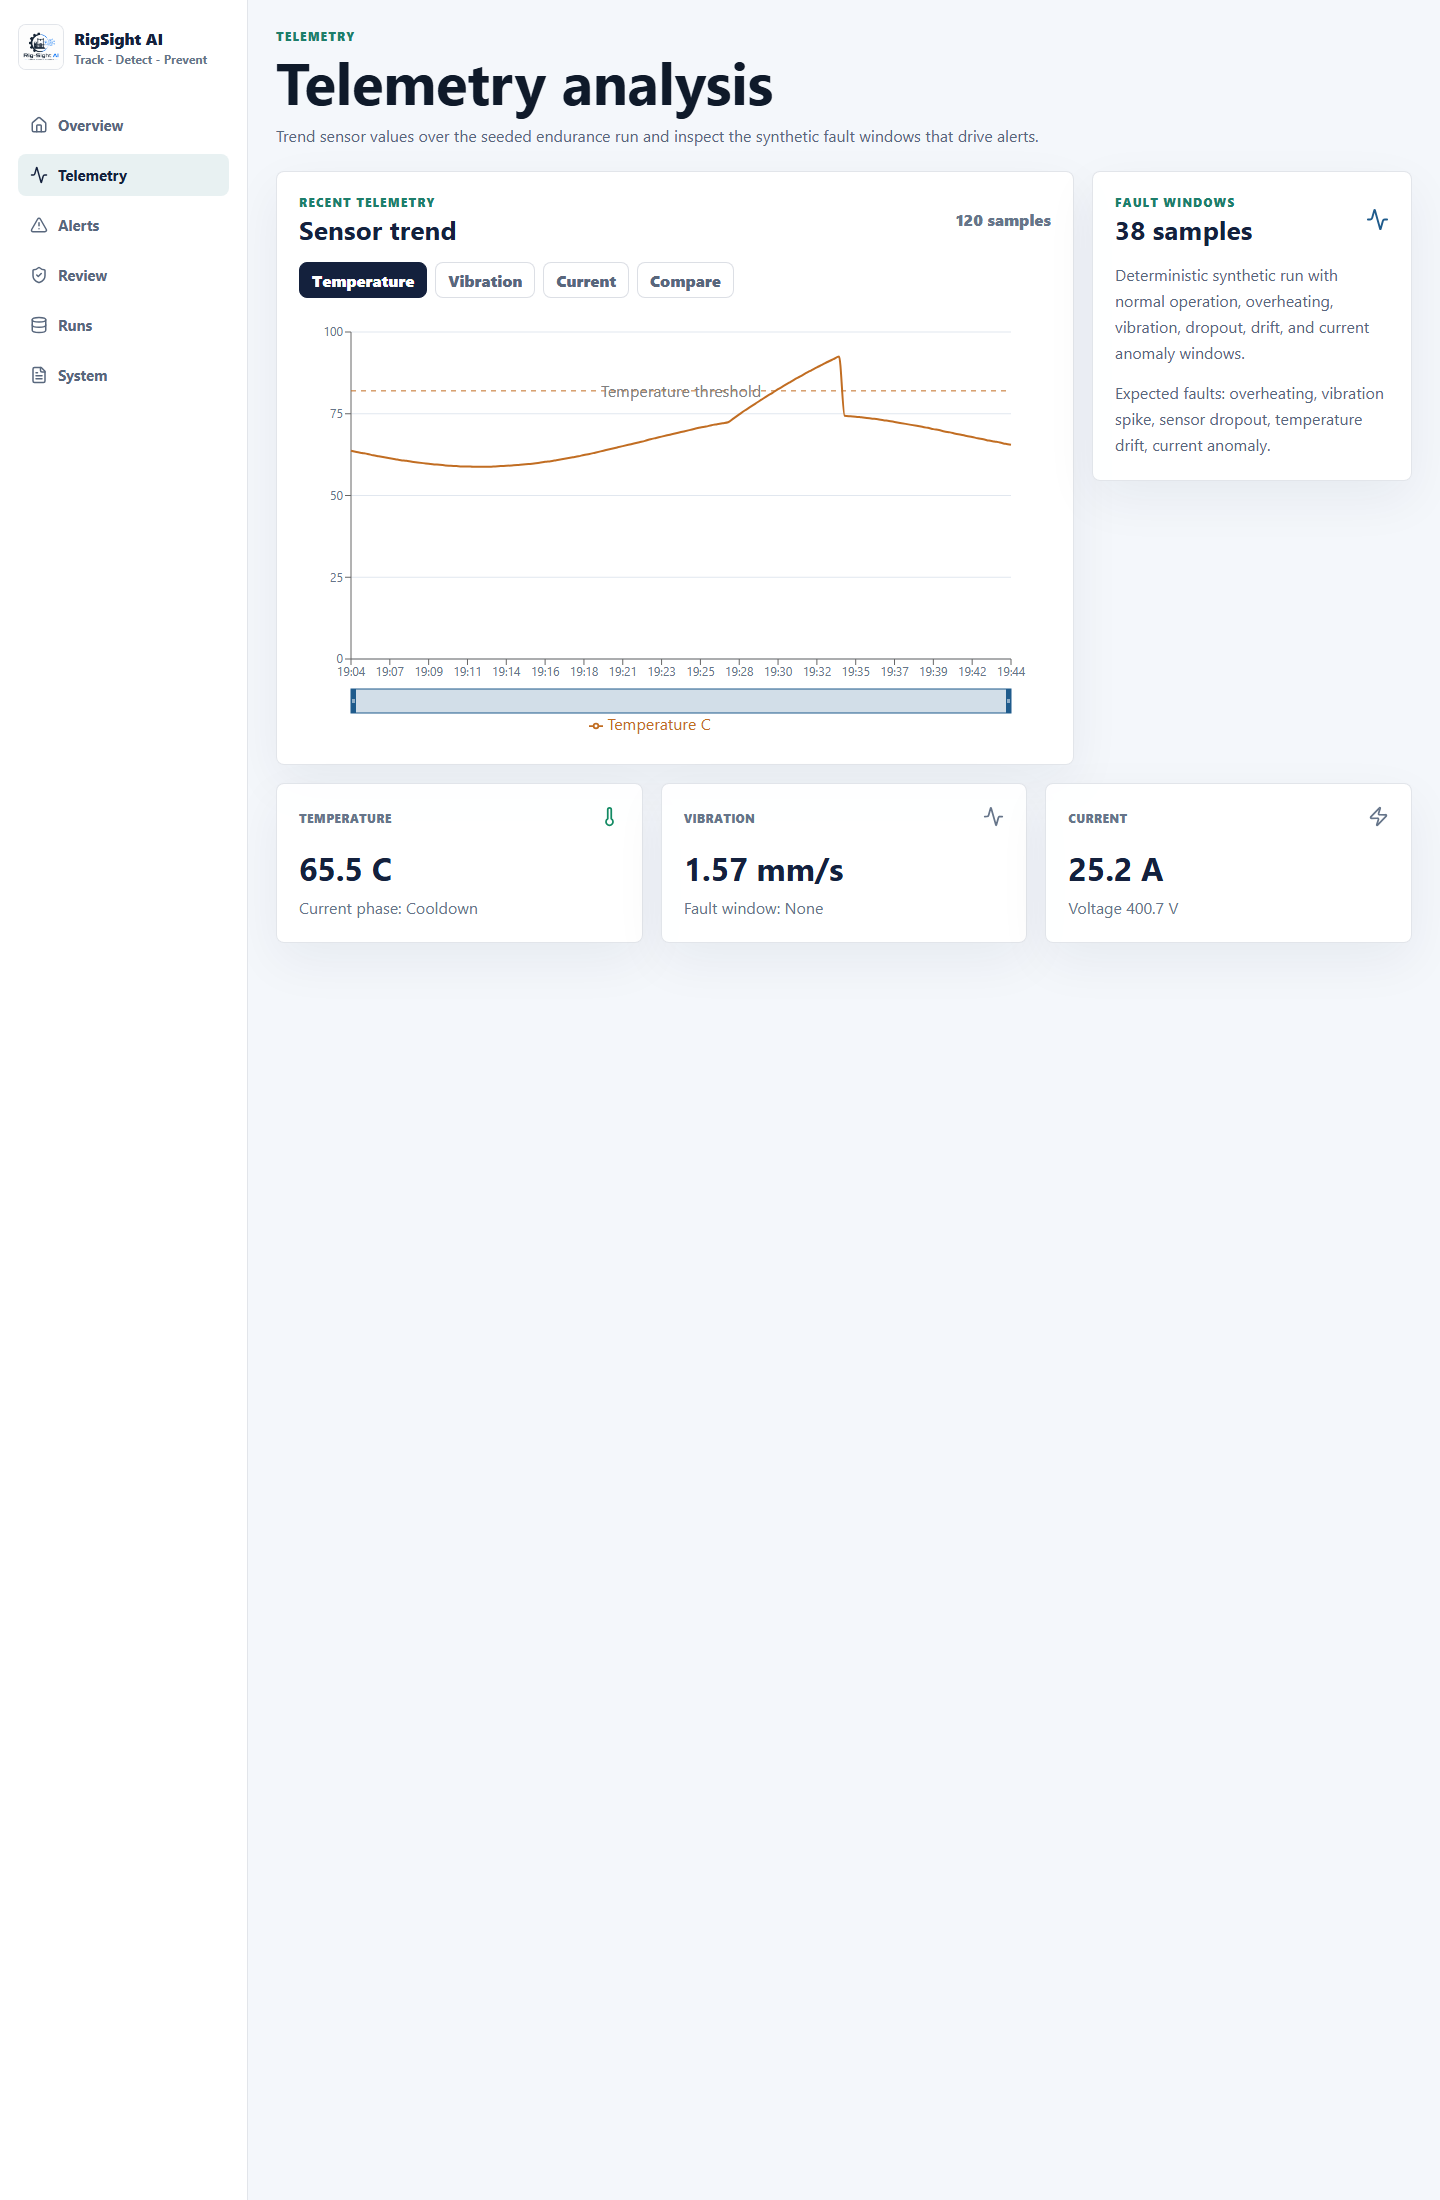 Rig-Sight AI
RigSight AI
Track - Detect - Prevent
Overview
Telemetry
Alerts
Review
Runs
System
TELEMETRY
Telemetry analysis
Trend sensor values over the seeded endurance run and inspect the synthetic fault windows that drive alerts.
RECENT TELEMETRY
Sensor trend
120 samples
Temperature Vibration Current Compare
100
Temperature threshold
75
50
25
0
19:04 19:07 19:09 19:11 19:14 19:16 19:18 19:21 19:23 19:25 19:28 19:30 19:32 19:35 19:37 19:39 19:42 19:44
Temperature C
FAULT WINDOWS
38 samples
Deterministic synthetic run with
normal operation, overheating,
vibration, dropout, drift, and current
anomaly windows.
Expected faults: overheating, vibration
spike, sensor dropout, temperature
drift, current anomaly.
TEMPERATURE
65.5 C
Current phase: Cooldown
VIBRATION
1.57 mm/s
Fault window: None
CURRENT
25.2 A
Voltage 400.7 V